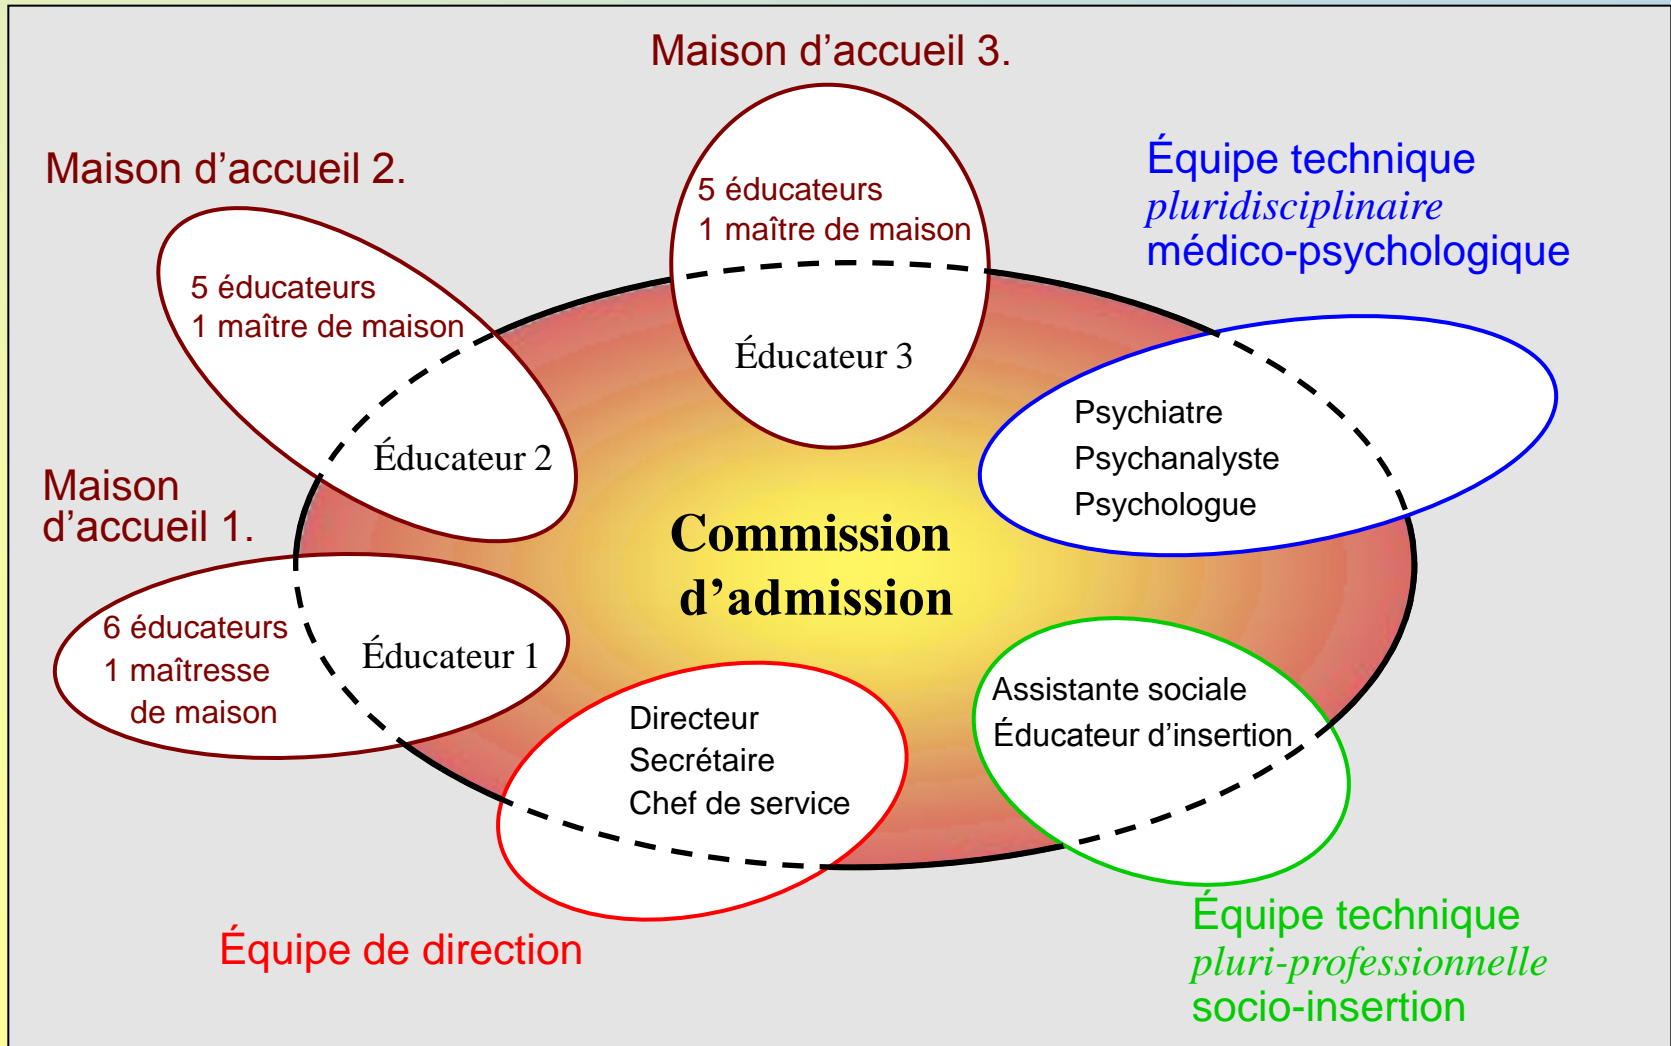 Maison d’accueil 3.
5 éducateurs
1 maître de maison
Éducateur 3
Maison d’accueil 2.
5 éducateurs
1 maître de maison
Éducateur 2
Équipe technique
pluridisciplinaire
médico-psychologique
Psychiatre
Psychanalyste
Psychologue
Maison
d’accueil 1.
6 éducateurs
1 maîtresse
de maison
Éducateur 1
Commission
d’admission
Directeur
Secrétaire
Chef de service
Équipe de direction
Assistante sociale
Éducateur d’insertion
Équipe technique
pluri-professionnelle
socio-insertion